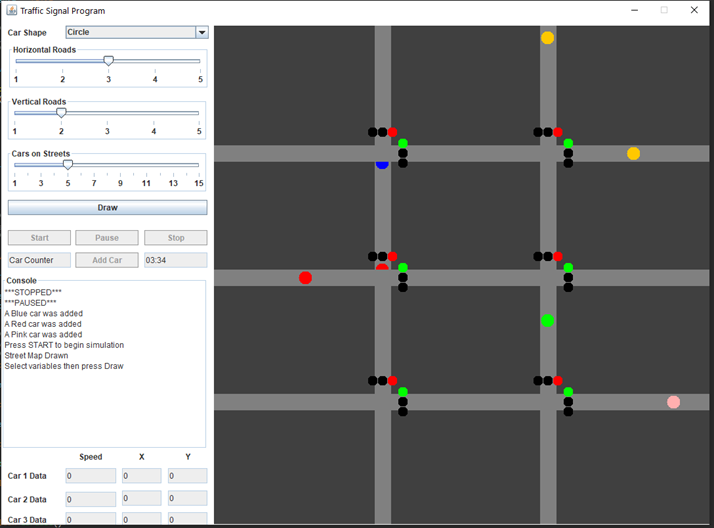 Traffic Signal Program
Car Shape Circle
Horizontal Roads
1 2 3 4 5
Vertical Roads
1 2 3 4 5
Cars on Streets
1 3 5 7 9 11 13 15
Draw
Start Pause Stop
Car Counter Add Car 03:34
Console
***STOPPED***
***PAUSED***
A Blue car was added
A Red car was added
A Pink car was added
Press START to begin simulation
Street Map Drawn
Select variables then press Draw
Speed X Y
Car 1 Data 0 0 0
Car 2 Data 0 0 0
Car 3 Data 0 0 0